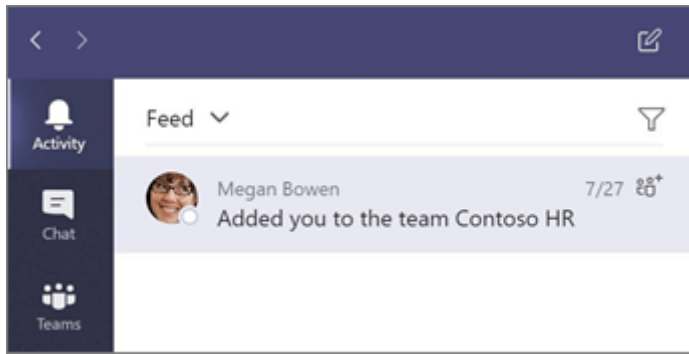 Feed
Activity
Megan Bowen 7/27
Added you to the team Contoso HR
Chat
Teams